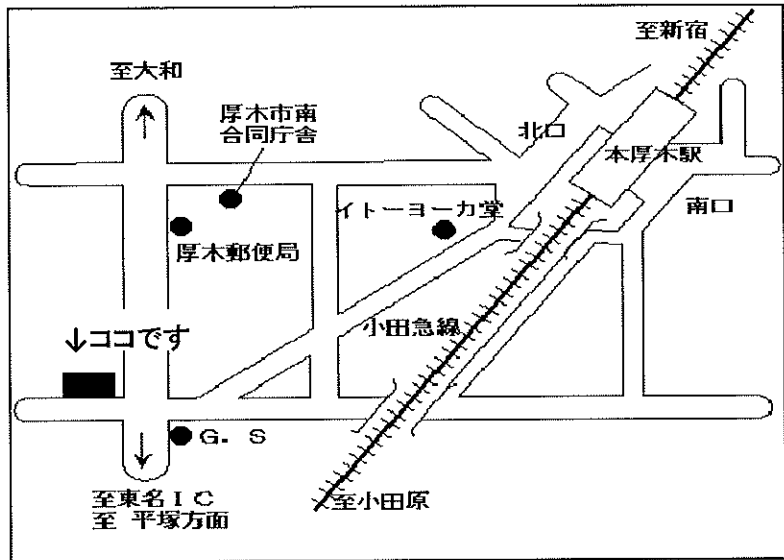 至新宿
至大和
厚木市南
合同庁舎
北口
本厚木駅
南口
イトーヨーカ堂
厚木郵便局
小田急線
↓ココです
G．S
至東名ＩＣ
至 平塚方面
至小田原